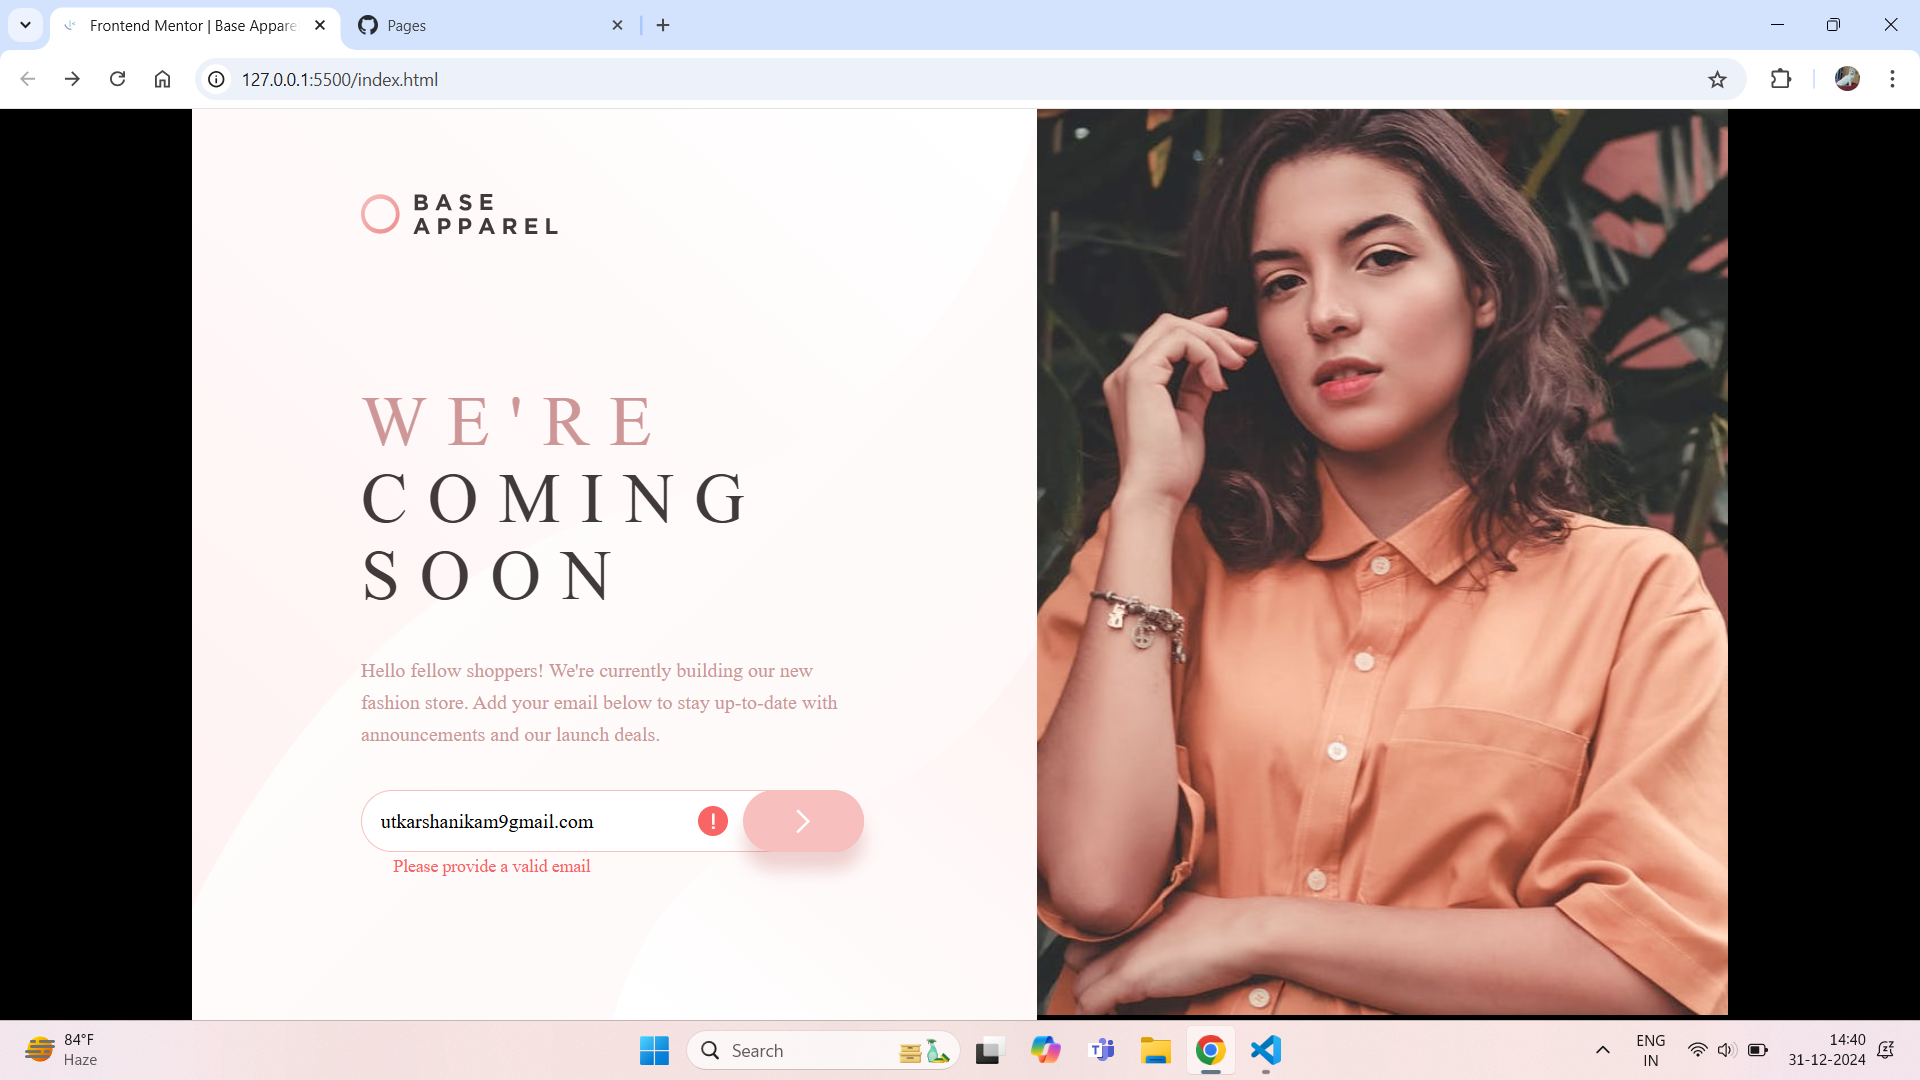 Frontend Mentor | Base Appare
Pages
127.0.0.1:5500/index.html
BASE
APPAREL
WE'RE
COMING
SOON
Hello fellow shoppers! We're currently building our new
fashion store. Add your email below to stay up-to-date with
announcements and our launch deals.
utkarshanikam9gmail.com
!
Please provide a valid email
84°F
Haze
Search
ENG
IN
14:40
31-12-2024